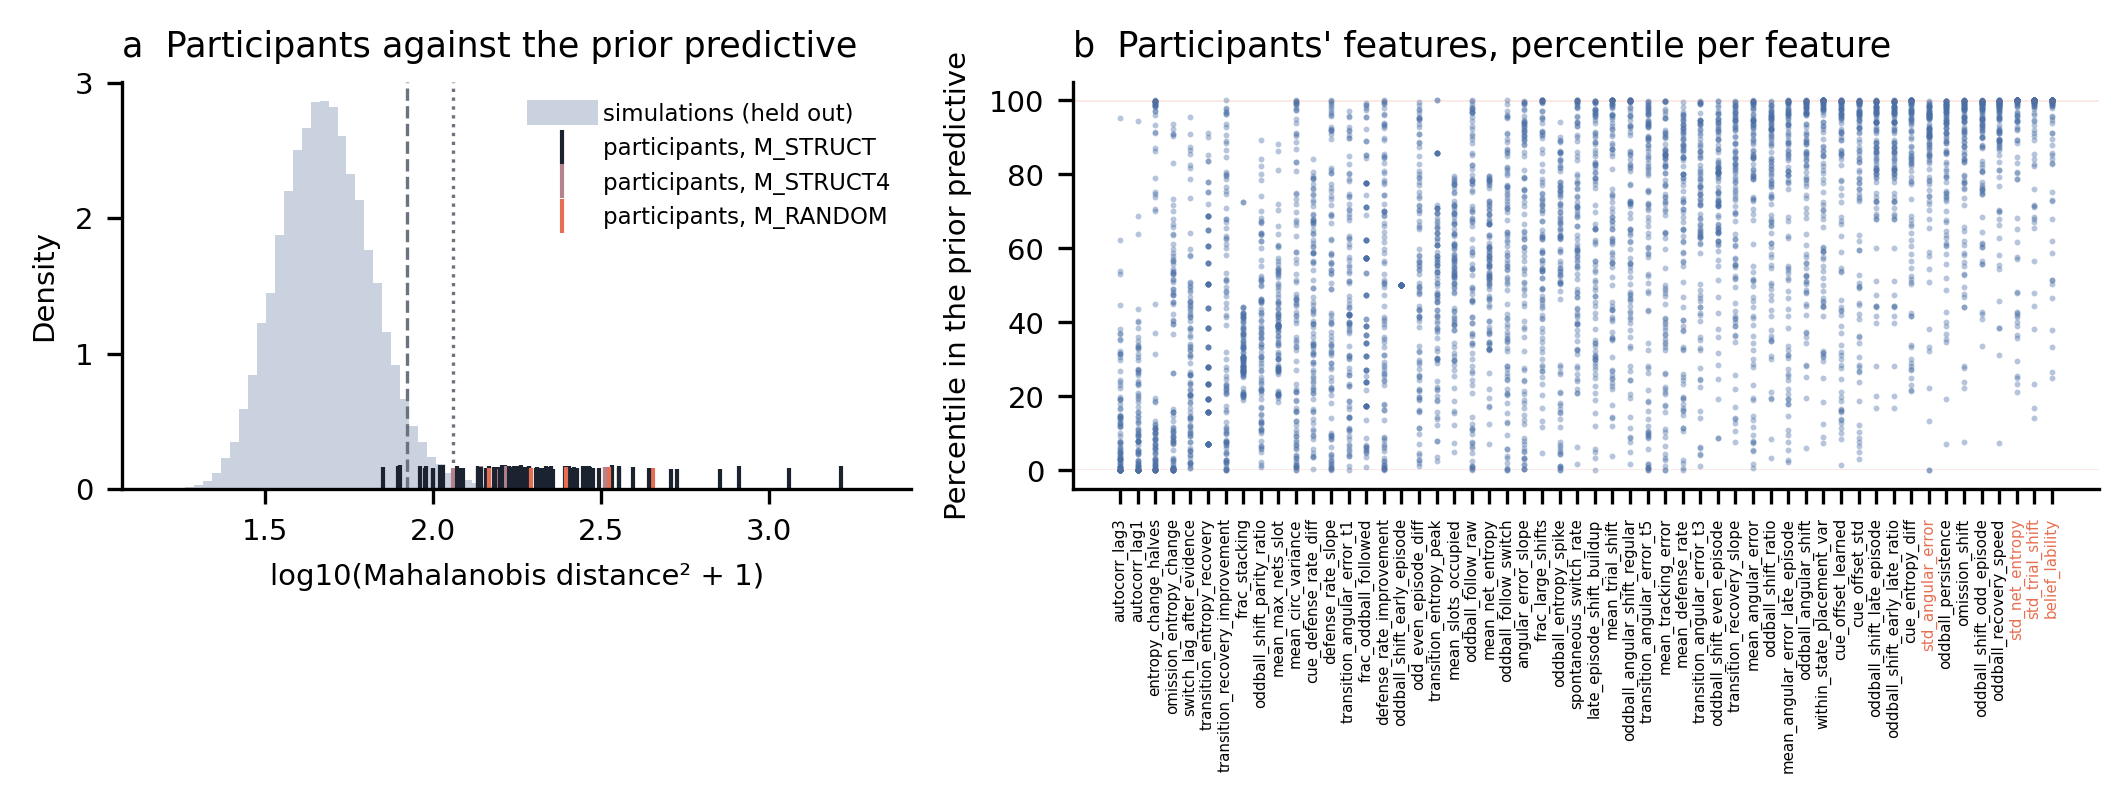 a  Participants against the prior predictive
Density
3
2
1
0
simulations (held out)
participants, M_STRUCT
participants, M_STRUCT4
participants, M_RANDOM
1.5
2.0
2.5
3.0
log10(Mahalanobis distance² + 1)
b  Participants' features, percentile per feature
Percentile in the prior predictive
100
80
60
40
20
0
autocorr_lag3
autocorr_lag1
entropy_change_halves
omission_entropy_change
switch_lag_after_evidence
transition_entropy_recovery
transition_recovery_improvement
frac_stacking
oddball_shift_parity_ratio
mean_max_nets_slot
mean_circ_variance
cue_defense_rate_diff
defense_rate_slope
transition_angular_error_t1
frac_oddball_followed
defense_rate_improvement
oddball_shift_early_episode
odd_even_episode_diff
transition_entropy_peak
mean_slots_occupied
oddball_follow_raw
mean_net_entropy
oddball_follow_switch
angular_error_slope
frac_large_shifts
oddball_entropy_spike
spontaneous_switch_rate
late_episode_shift_buildup
mean_trial_shift
oddball_angular_shift_regular
transition_angular_error_t5
mean_tracking_error
mean_defense_rate
transition_angular_error_t3
oddball_shift_even_episode
transition_recovery_slope
mean_angular_error
oddball_shift_ratio
mean_angular_error_late_episode
oddball_angular_shift
within_state_placement_var
cue_offset_learned
cue_offset_std
oddball_shift_late_episode
oddball_shift_early_late_ratio
cue_entropy_diff
std_angular_error
oddball_persistence
omission_shift
oddball_shift_odd_episode
oddball_recovery_speed
std_net_entropy
std_trial_shift
belief_lability